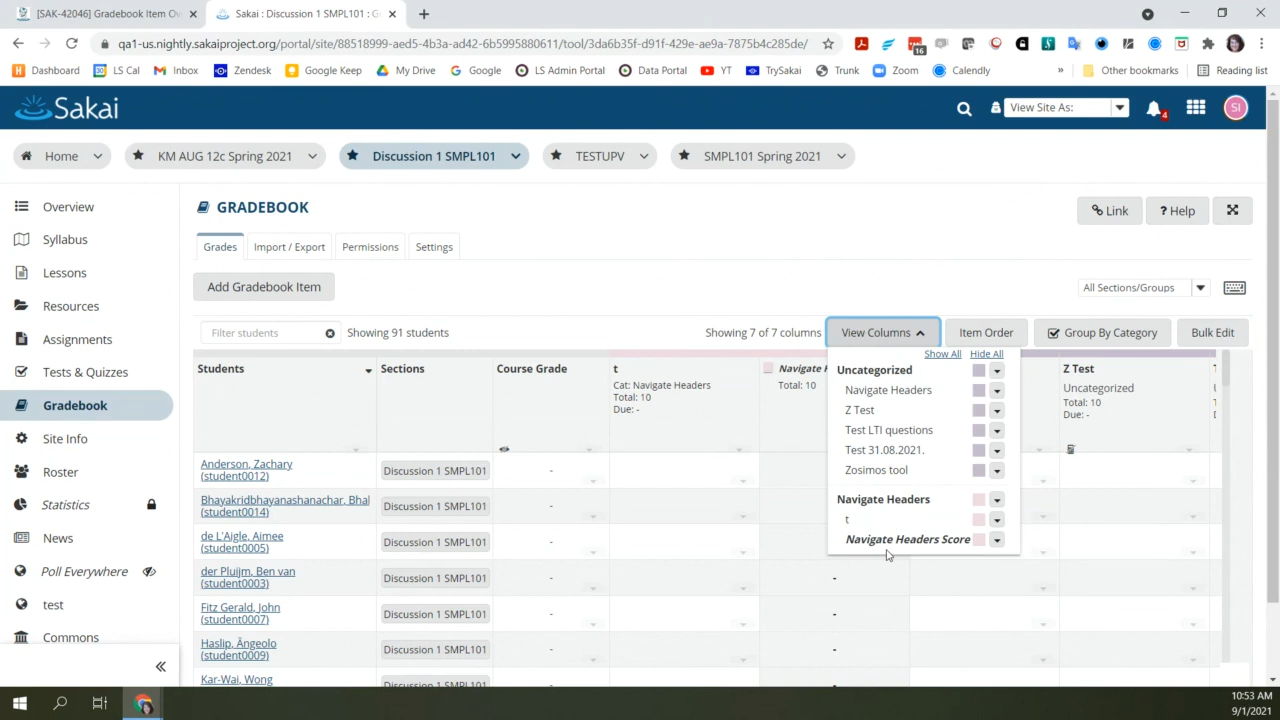 [SAK-42046] Gradebook Item Ov
Sakai : Discussion 1 SMPL101 : G
qa1-us.nightly.sakaiproject.org/portal/site/88518099-aed5-4b3a-ad42-6b5995880611/tool/3da6b35f-d41f-429e-ae9a-7875b4c285de/
16
Dashboard
LS Cal
Inbox
Zendesk
Google Keep
My Drive
Google
LS Admin Portal
Data Portal
YT
TrySakai
Trunk
Zoom
Calendly
»
Other bookmarks
Reading list
Sakai
View Site As:
4
SI
Home
KM AUG 12c Spring 2021
Discussion 1 SMPL101
TESTUPV
SMPL101 Spring 2021
Overview
Syllabus
Lessons
Resources
Assignments
Tests & Quizzes
Gradebook
Site Info
Roster
Statistics
News
Poll Everywhere
test
Commons
GRADEBOOK
Link
? Help
Grades
Import / Export
Permissions
Settings
Add Gradebook Item
All Sections/Groups
Filter students
Showing 91 students
Showing 7 of 7 columns
View Columns
Item Order
Group By Category
Bulk Edit
Show All
Hide All
Uncategorized
Navigate Headers
Z Test
Test LTI questions
Test 31.08.2021.
Zosimos tool
Navigate Headers
t
Navigate Headers Score
Students
Sections
Course Grade
t
Cat: Navigate Headers
Total: 10
Due: -
Navigate H
Total: 10
Z Test
Uncategorized
Total: 10
Due: -
Anderson, Zachary
(student0012)
Discussion 1 SMPL101
-
Bhayakridbhayanashanachar, Bhal
(student0014)
Discussion 1 SMPL101
-
de L'Aigle, Aimee
(student0005)
Discussion 1 SMPL101
-
der Pluijm, Ben van
(student0003)
Discussion 1 SMPL101
-
-
Fitz Gerald, John
(student0007)
Discussion 1 SMPL101
-
-
Haslip, Ângeolo
(student0009)
Discussion 1 SMPL101
-
-
Kar-Wai, Wong
Discussion 1 SMPL101
-
-
10:53 AM
9/1/2021